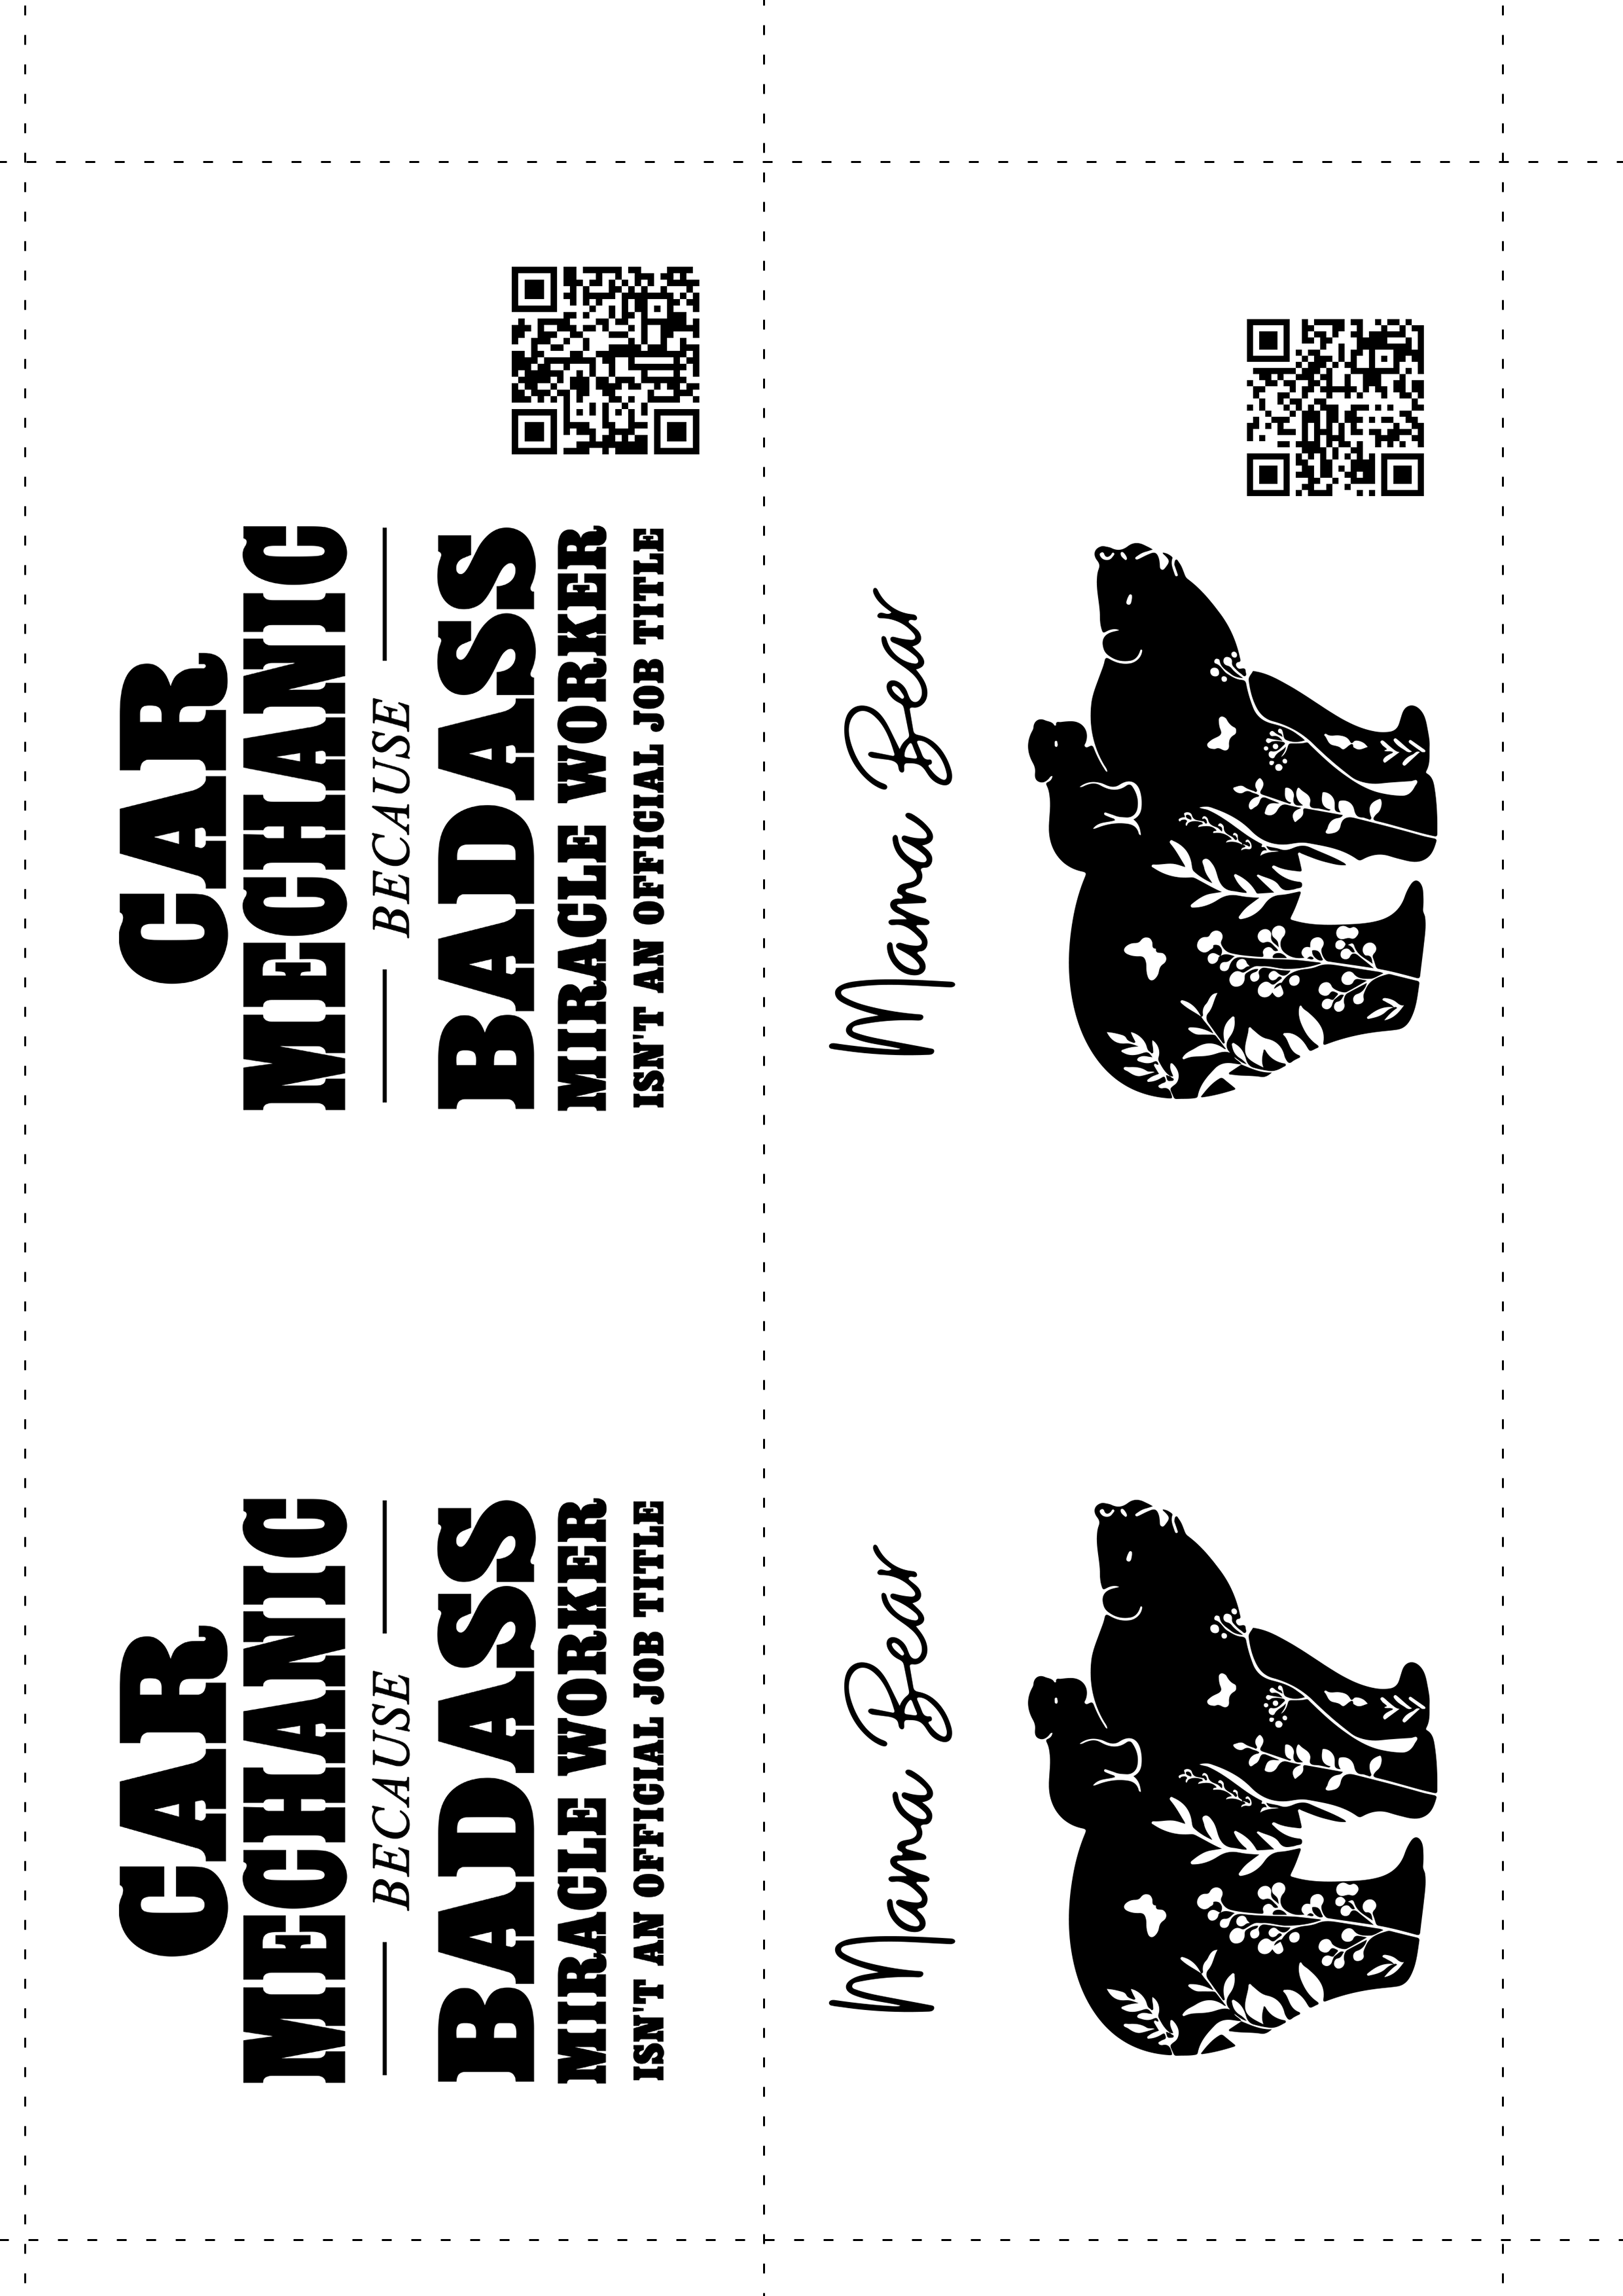 CAR
MECHANIC
BECAUSE
BADASS
MIRACLE WORKER
ISN'T AN OFFICIAL JOB TITLE
CAR
MECHANIC
BECAUSE
BADASS
MIRACLE WORKER
ISN'T AN OFFICIAL JOB TITLE
Mama Bear
Mama Bear